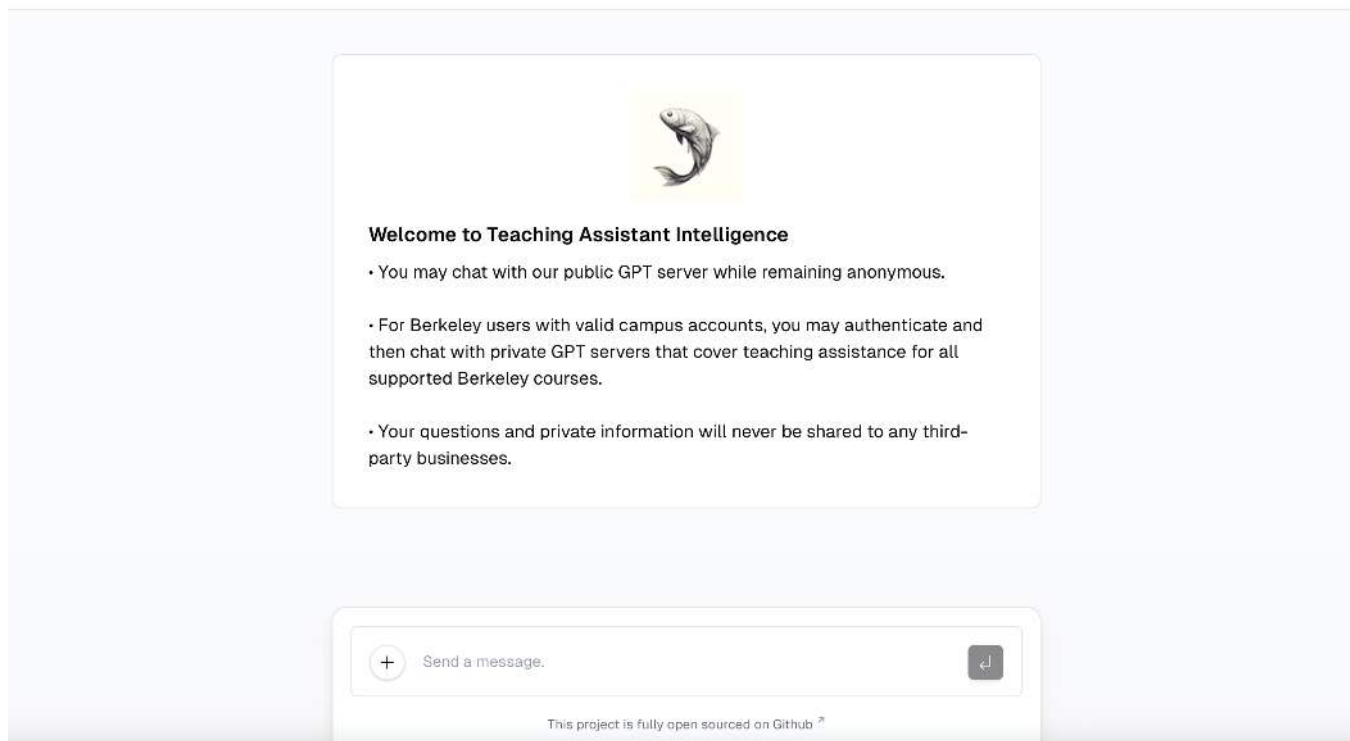 Welcome to Teaching Assistant Intelligence
• You may chat with our public GPT server while remaining anonymous.
• For Berkeley users with valid campus accounts, you may authenticate and
then chat with private GPT servers that cover teaching assistance for all
supported Berkeley courses.
• Your questions and private information will never be shared to any third-
party businesses.
Send a message.
This project is fully open sourced on Github ↗